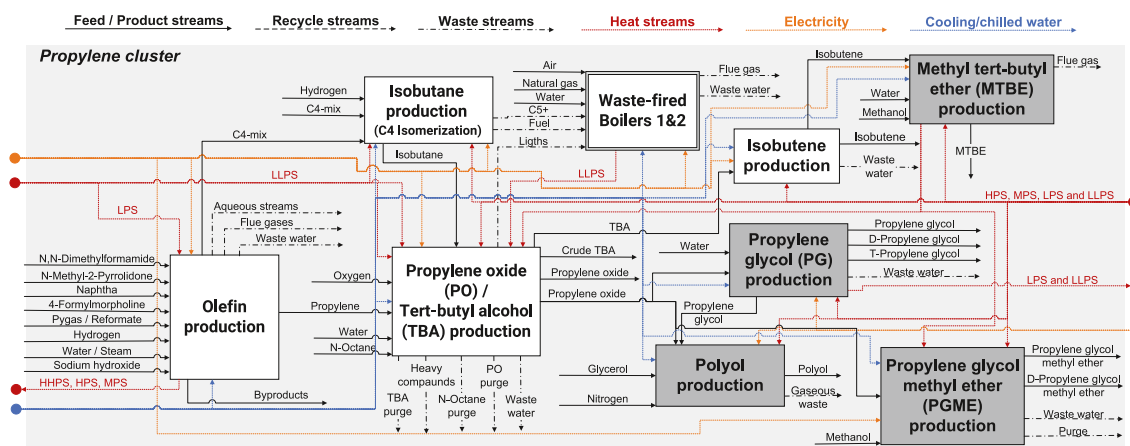 Feed / Product streams
Recycle streams
Waste streams
Heat streams
Electricity
Cooling/chilled water
Propylene cluster
Hydrogen
C4-mix
C4-mix
Isobutane
production
(C4 Isomerization)
Isobutane
Air
Natural gas
Water
C5+
Fuel
Ligths
Waste-fired
Boilers 1&2
Flue gas
Waste water
Isobutene
Isobutene
production
Isobutene
Waste
water
Water
Methanol
Methyl tert-butyl
ether (MTBE)
production
Flue gas
MTBE
LLPS
LLPS
LPS
HPS, MPS, LPS and LLPS
Aqueous streams
Flue gases
Waste water
N,N-Dimethylformamide
N-Methyl-2-Pyrrolidone
Naphtha
4-Formylmorpholine
Pygas / Reformate
Hydrogen
Water / Steam
Sodium hydroxide
Olefin
production
HHPS, HPS, MPS
Byproducts
Oxygen
Propylene
Water
N-Octane
Propylene oxide
(PO) /
Tert-butyl alcohol
(TBA) production
TBA
Crude TBA
Propylene oxide
Propylene oxide
TBA
purge
Heavy
compounds
N-Octane
purge
PO
purge
Waste
water
Water
Propylene
glycol (PG)
production
Propylene glycol
D-Propylene glycol
T-Propylene glycol
Waste water
LPS and LLPS
Propylene
glycol
Glycerol
Nitrogen
Polyol
production
Polyol
Gaseous
waste
Methanol
Propylene glycol
methyl ether
(PGME)
production
Propylene glycol
methyl ether
D-Propylene glycol
methyl ether
Waste water
Purge